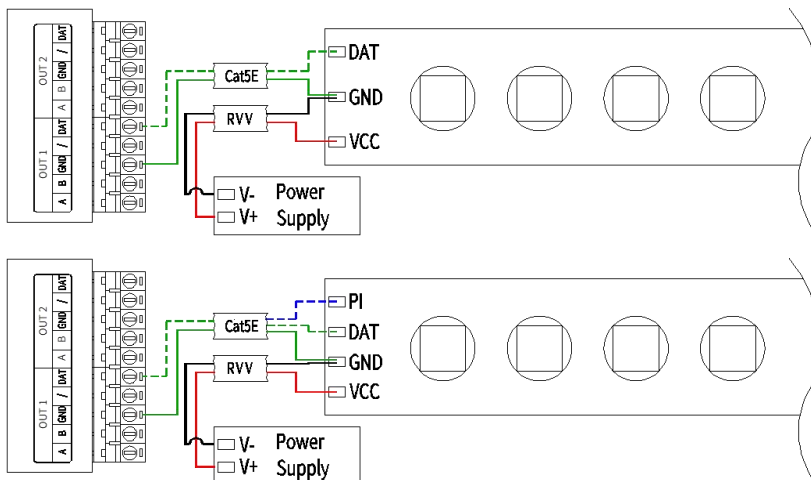 OUT 2
DAT
/
GND
B
A
OUT 1
DAT
/
GND
B
A
Cat5E
RVV
DAT
GND
VCC
V- Power
V+ Supply
OUT 2
DAT
/
GND
B
A
OUT 1
DAT
/
GND
B
A
Cat5E
RVV
PI
DAT
GND
VCC
V- Power
V+ Supply